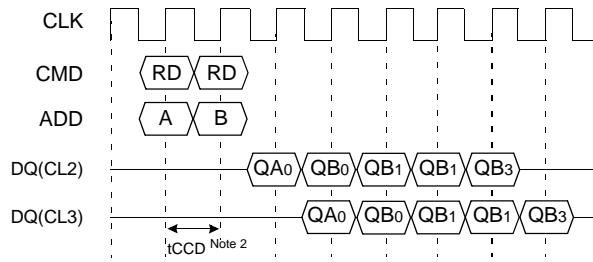 CLK
CMD RD RD
ADD A B
DQ(CL2) QA0 QB0 QB1 QB1 QB3
DQ(CL3) QA0 QB0 QB1 QB1 QB3
tCCD Note 2